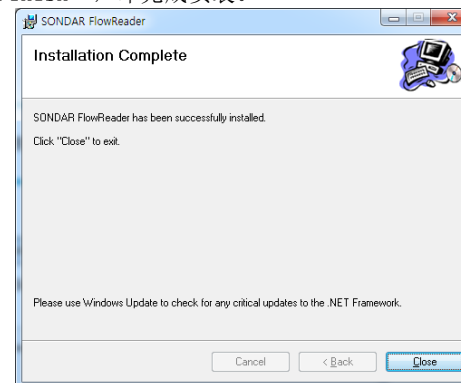 SONDAR FlowReader
Installation Complete
SONDAR FlowReader has been successfully installed.
Click "Close" to exit.
Please use Windows Update to check for any critical updates to the .NET Framework.
Cancel
< Back
Close